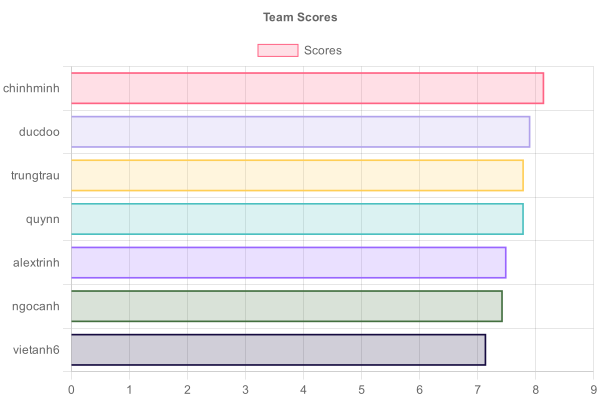 Team Scores
Scores
chinhminh
ducdoo
trungtrau
quynn
alextrinh
ngocanh
vietanh6
0 1 2 3 4 5 6 7 8 9